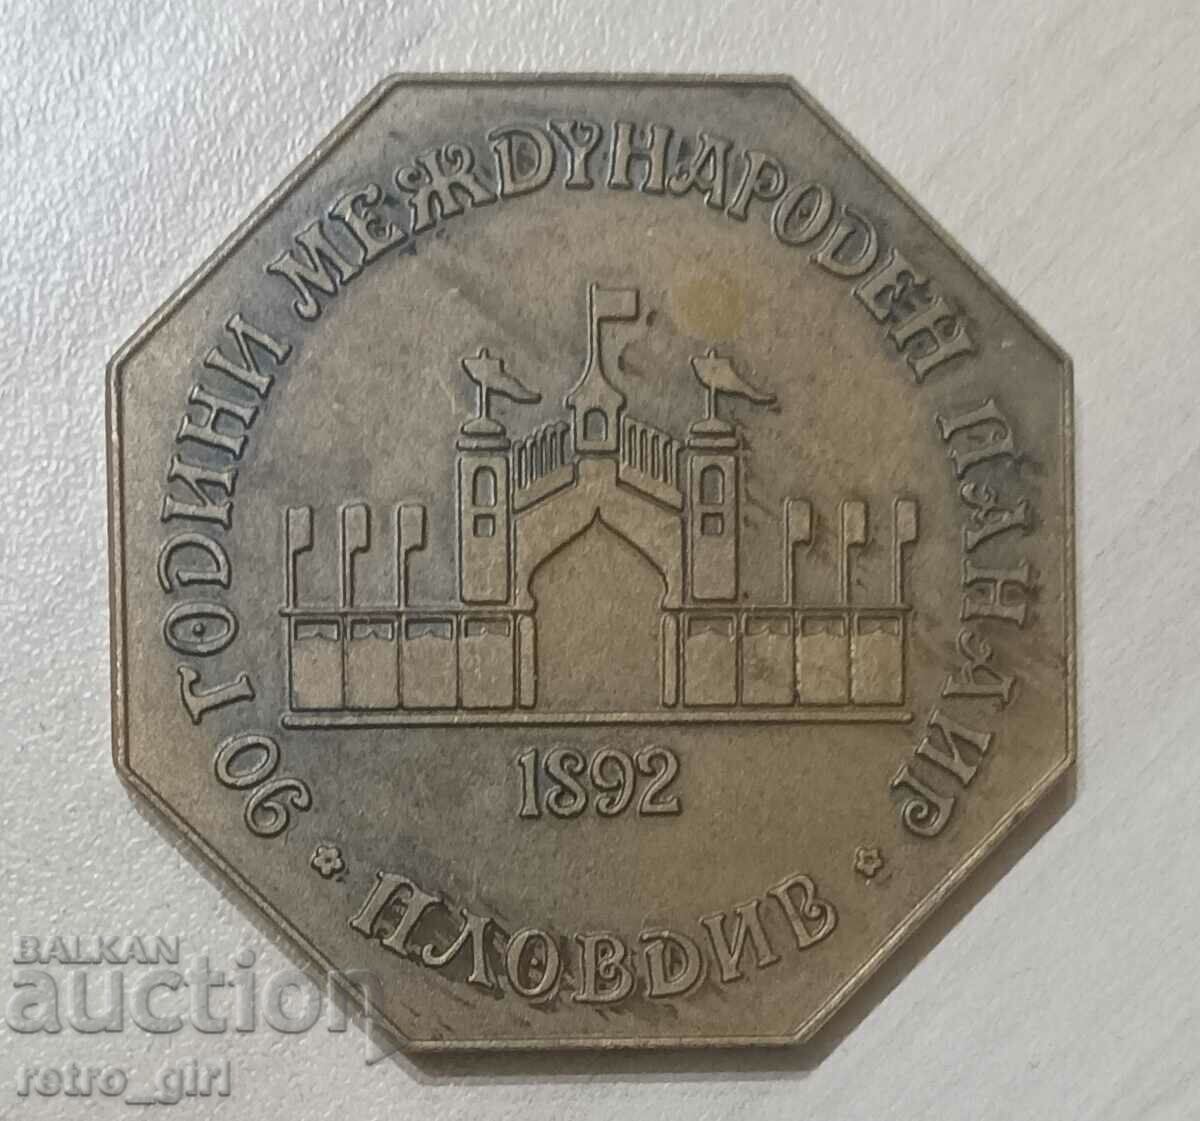 90 ГОДИНИ МЕЖДУНАРОДЕН ПАНАИР
1892
* ПЛОВДИВ *
BALKAN
auction
retro_girl